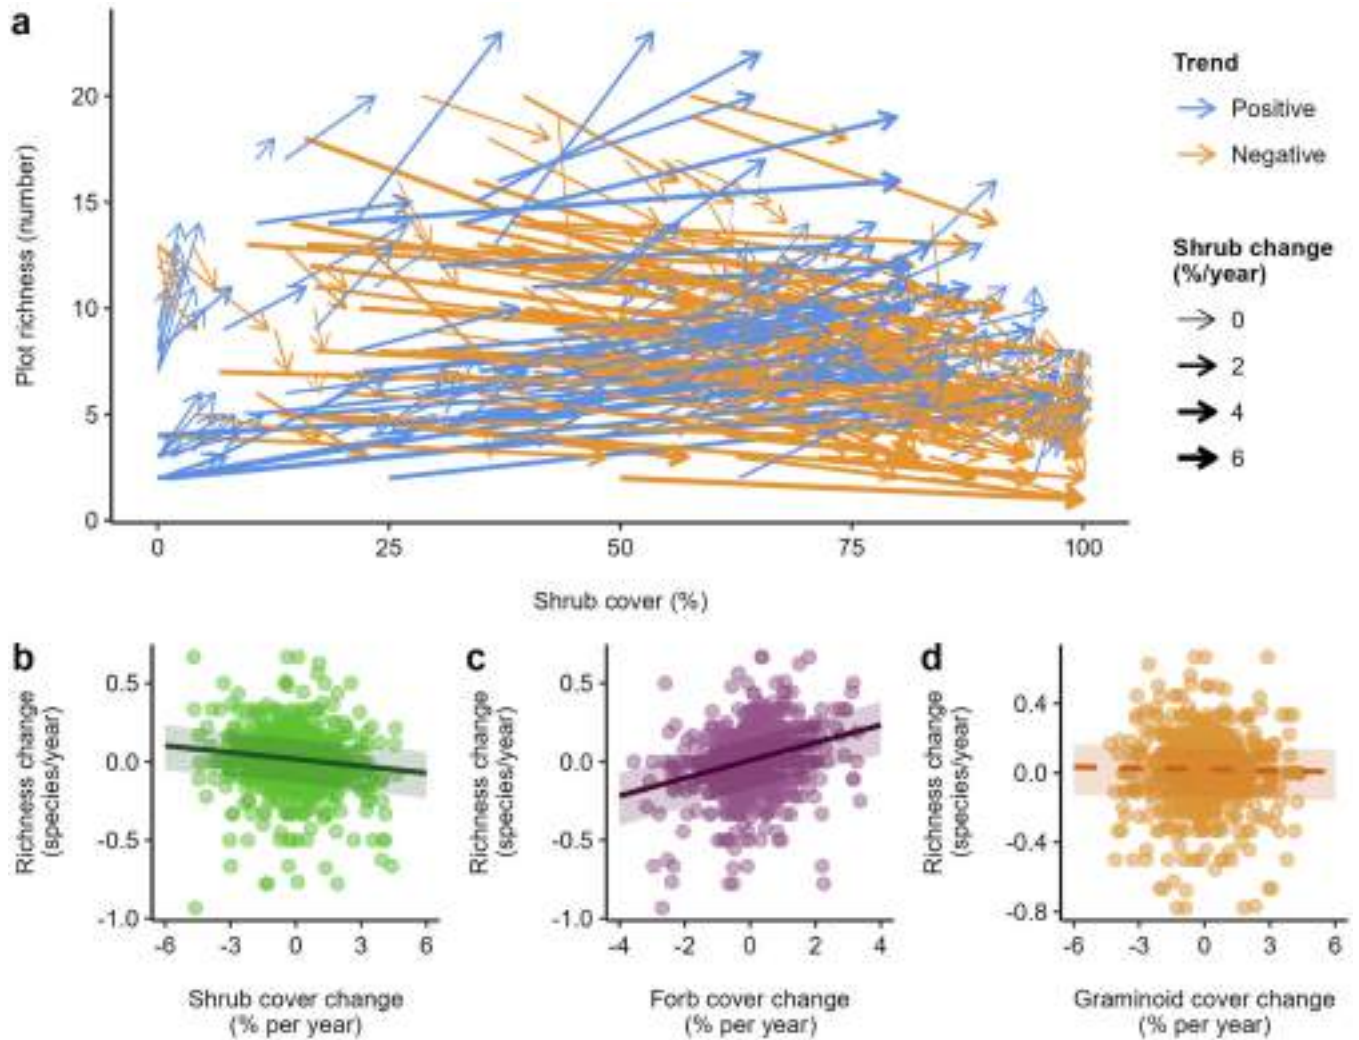 a
Plot richness (number)
20
15
10
5
0
0 25 50 75 100
Shrub cover (%)
Trend
Positive
Negative
Shrub change
(%/year)
0
2
4
6
b
Richness change
(species/year)
0.5
0.0
-0.5
-1.0
-6 -3 0 3 6
Shrub cover change
(% per year)
c
Richness change
(species/year)
0.5
0.0
-0.5
-1.0
-4 -2 0 2 4
Forb cover change
(% per year)
d
Richness change
(species/year)
0.4
0.0
-0.4
-0.8
-6 -3 0 3 6
Graminoid cover change
(% per year)